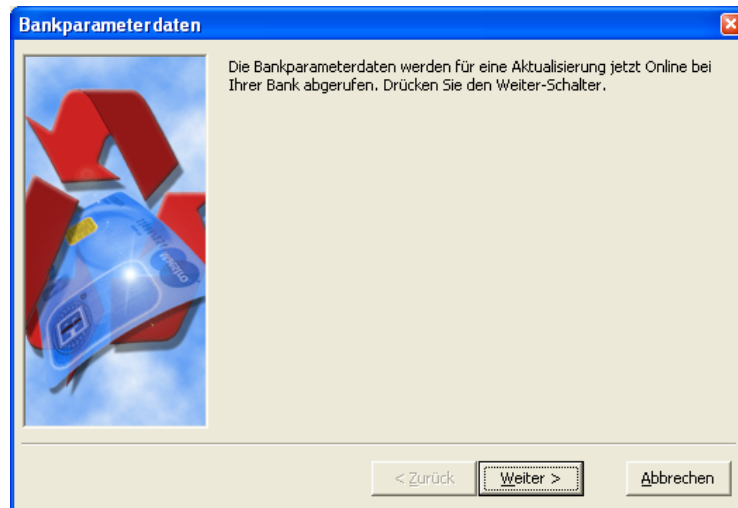 Bankparameterdaten
Die Bankparameterdaten werden für eine Aktualisierung jetzt Online bei
Ihrer Bank abgerufen. Drücken Sie den Weiter-Schalter.
< Zurück Weiter > Abbrechen